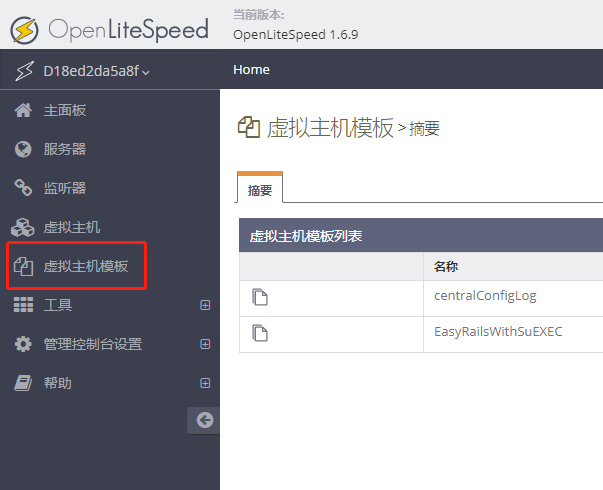 OpenLiteSpeed
当前版本:
OpenLiteSpeed 1.6.9
D18ed2da5a8f
Home
主面板
服务器
监听器
虚拟主机
虚拟主机模板
工具
管理控制台设置
帮助
虚拟主机模板 > 摘要
摘要
虚拟主机模板列表
名称
centralConfigLog
EasyRailsWithSuEXEC